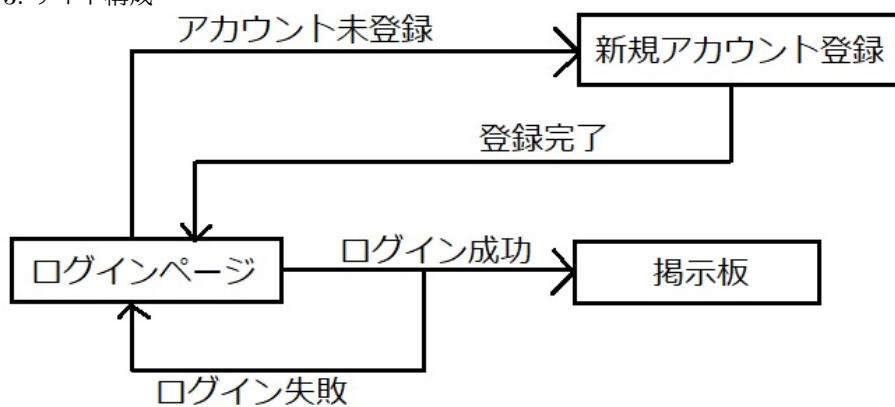 アカウント未登録
新規アカウント登録
登録完了
ログインページ
ログイン成功
掲示板
ログイン失敗